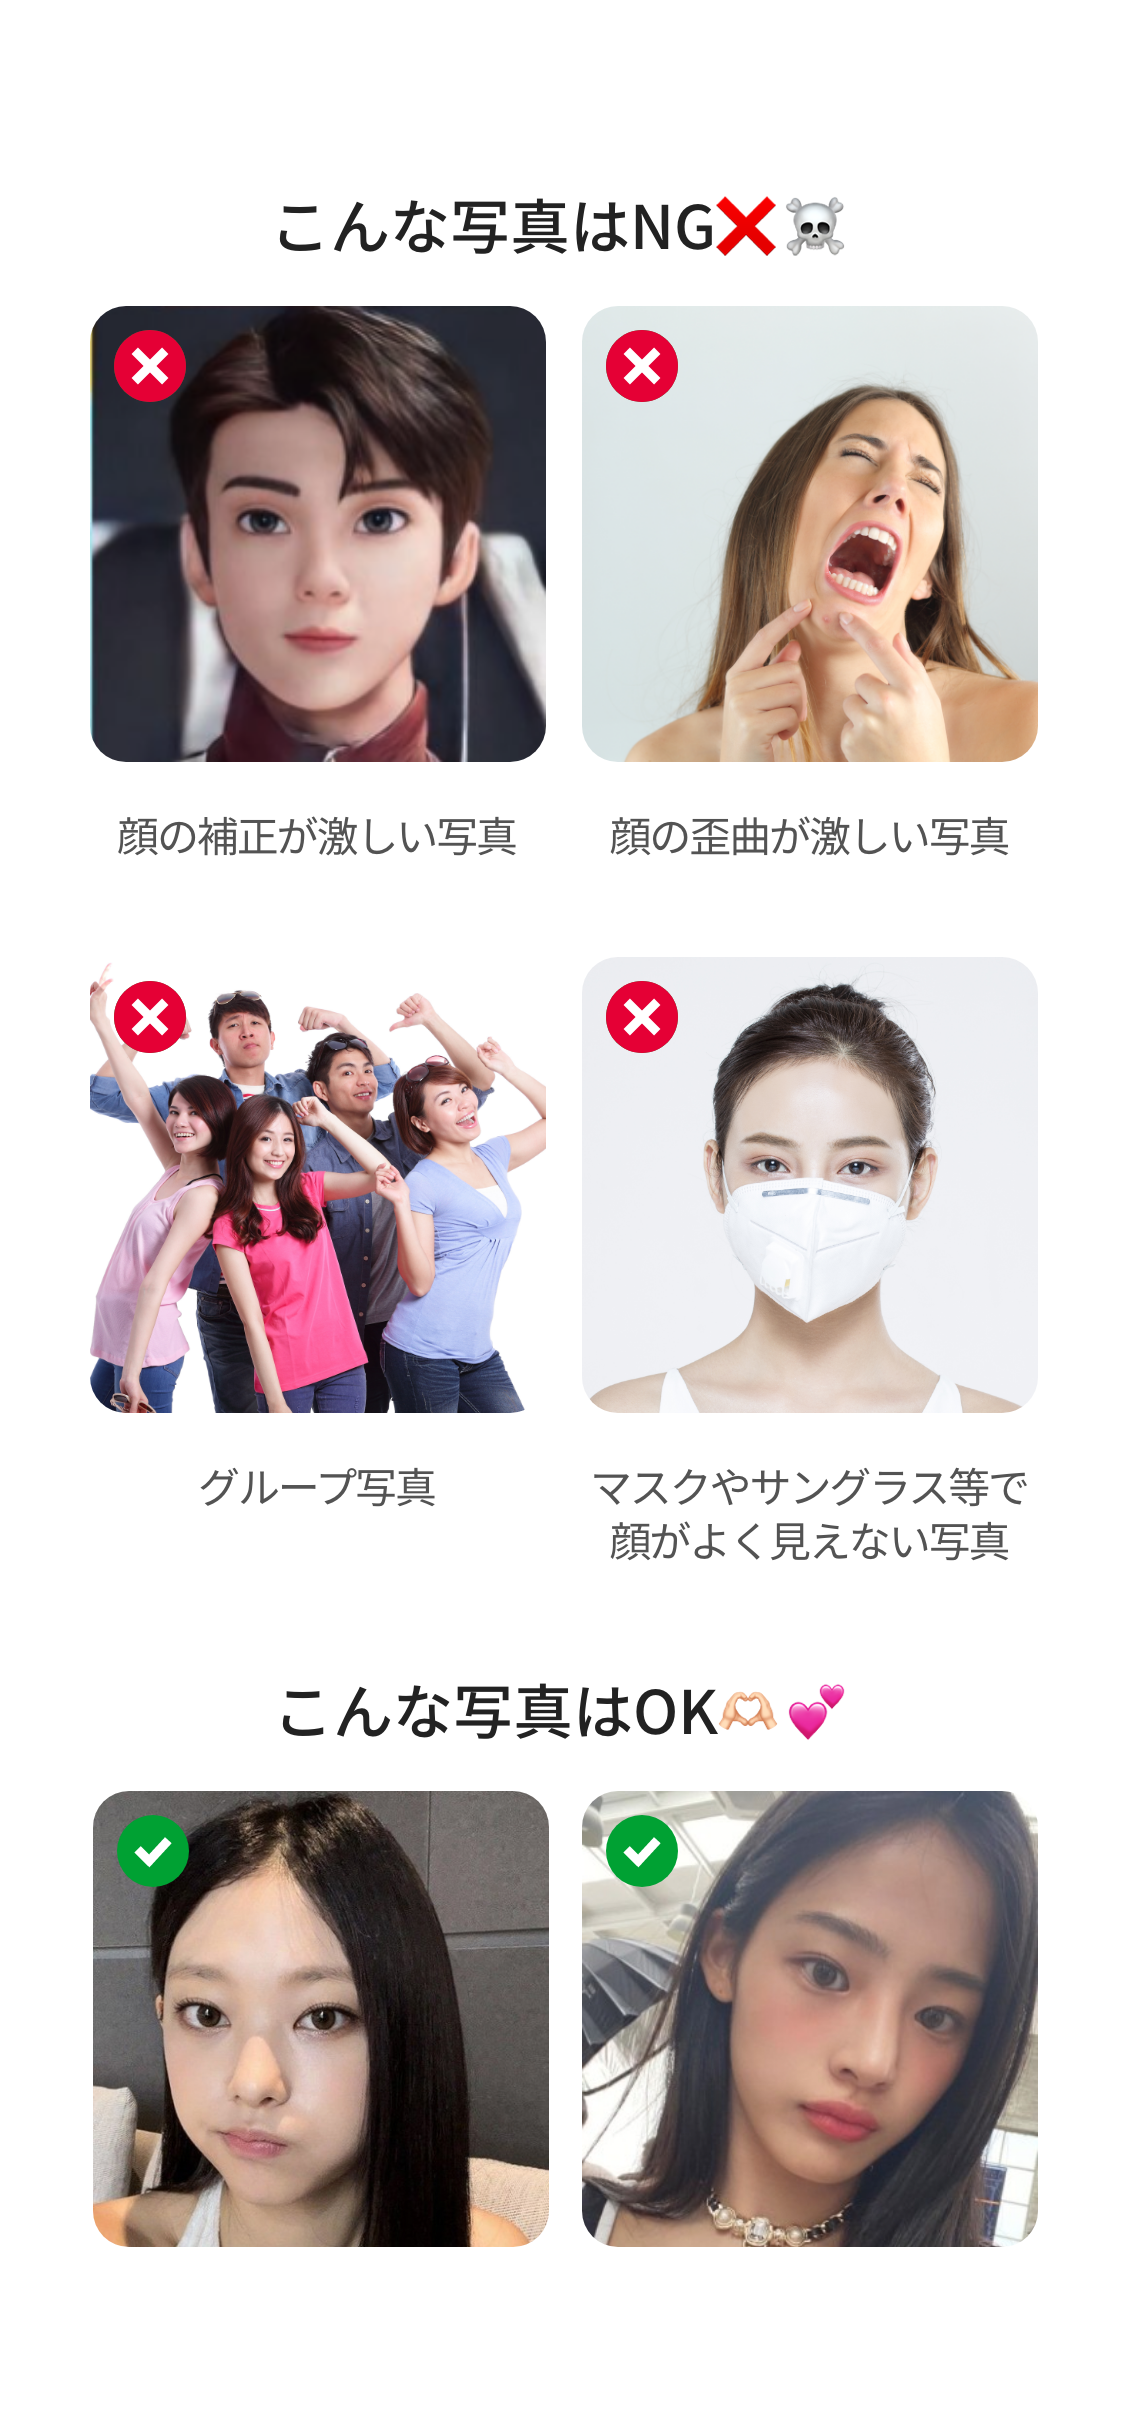 こんな写真はNG❌☠️
顔の補正が激しい写真
顔の歪曲が激しい写真
グループ写真
マスクやサングラス等で
顔がよく見えない写真
こんな写真はOK🫶🏻💕